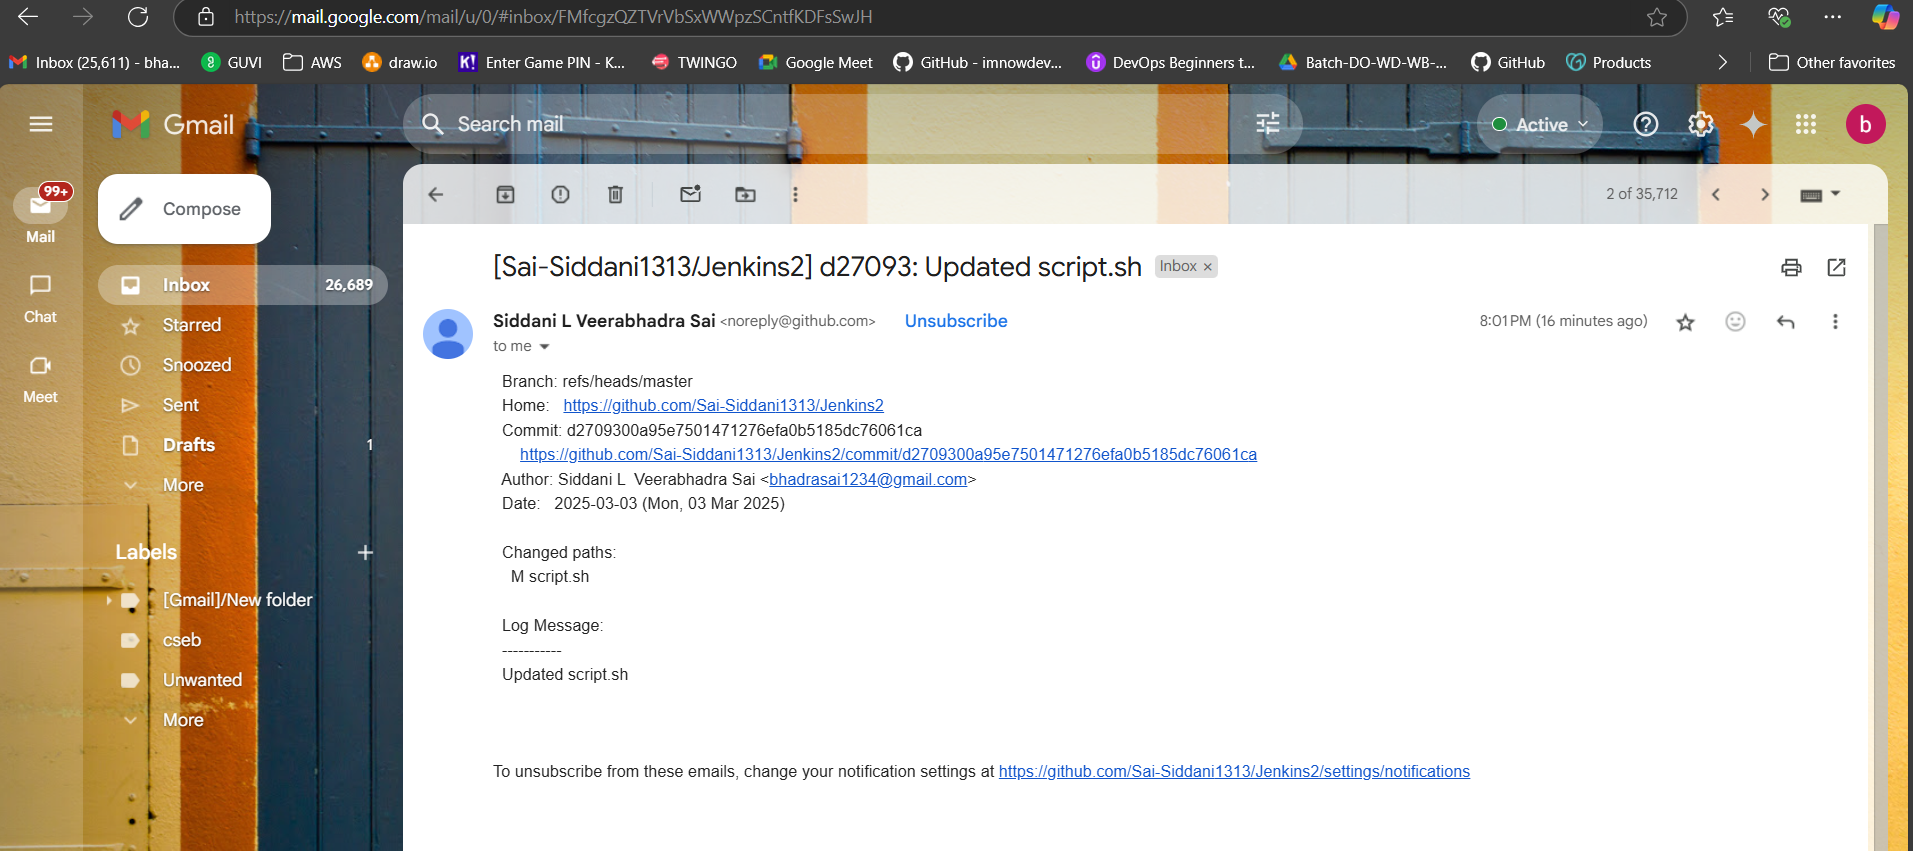 https://mail.google.com/mail/u/0/#inbox/FMfcgzQZTVrVbSxWWpzSCntfKDFsSwJH
Inbox (25,611) - bha...
GUVI
AWS
draw.io
K!
Enter Game PIN - K...
TWINGO
Google Meet
GitHub - imnowdev...
DevOps Beginners t...
Batch-DO-WD-WB-...
GitHub
Products
Other favorites
Gmail
Search mail
Active
b
99+
Mail
Compose
2 of 35,712
Chat
Meet
Inbox 26,689
Starred
Snoozed
Sent
Drafts 1
More
Labels
[Gmail]/New folder
cseb
Unwanted
More
[Sai-Siddani1313/Jenkins2] d27093: Updated script.sh Inbox ×
Siddani L Veerabhadra Sai <noreply@github.com> Unsubscribe
8:01 PM (16 minutes ago)
to me
Branch: refs/heads/master
Home: https://github.com/Sai-Siddani1313/Jenkins2
Commit: d2709300a95e7501471276efa0b5185dc76061ca
https://github.com/Sai-Siddani1313/Jenkins2/commit/d2709300a95e7501471276efa0b5185dc76061ca
Author: Siddani L Veerabhadra Sai <bhadrasai1234@gmail.com>
Date: 2025-03-03 (Mon, 03 Mar 2025)
Changed paths:
M script.sh
Log Message:
-----------
Updated script.sh
To unsubscribe from these emails, change your notification settings at https://github.com/Sai-Siddani1313/Jenkins2/settings/notifications